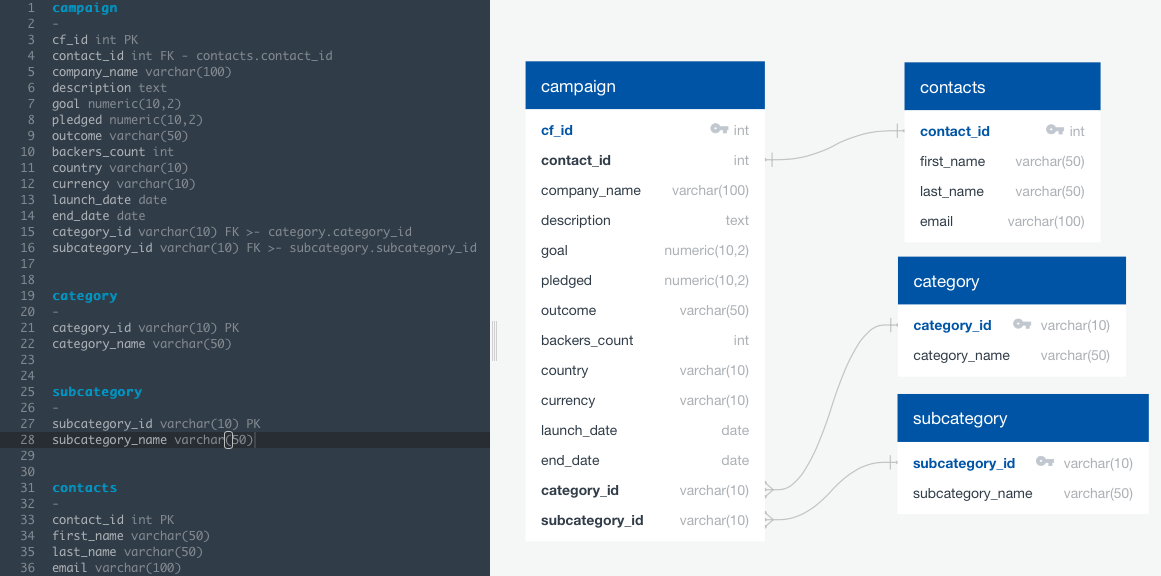 1 campaign
2 -
3 cf_id int PK
4 contact_id int FK - contacts.contact_id
5 company_name varchar(100)
6 description text
7 goal numeric(10,2)
8 pledged numeric(10,2)
9 outcome varchar(50)
10 backers_count int
11 country varchar(10)
12 currency varchar(10)
13 launch_date date
14 end_date date
15 category_id varchar(10) FK >- category.category_id
16 subcategory_id varchar(10) FK >- subcategory.subcategory_id
17
18
19 category
20 -
21 category_id varchar(10) PK
22 category_name varchar(50)
23
24
25 subcategory
26 -
27 subcategory_id varchar(10) PK
28 subcategory_name varchar(50)
29
30
31 contacts
32 -
33 contact_id int PK
34 first_name varchar(50)
35 last_name varchar(50)
36 email varchar(100)
campaign
cf_id int
contact_id int
company_name varchar(100)
description text
goal numeric(10,2)
pledged numeric(10,2)
outcome varchar(50)
backers_count int
country varchar(10)
currency varchar(10)
launch_date date
end_date date
category_id varchar(10)
subcategory_id varchar(10)
contacts
contact_id int
first_name varchar(50)
last_name varchar(50)
email varchar(100)
category
category_id varchar(10)
category_name varchar(50)
subcategory
subcategory_id varchar(10)
subcategory_name varchar(50)